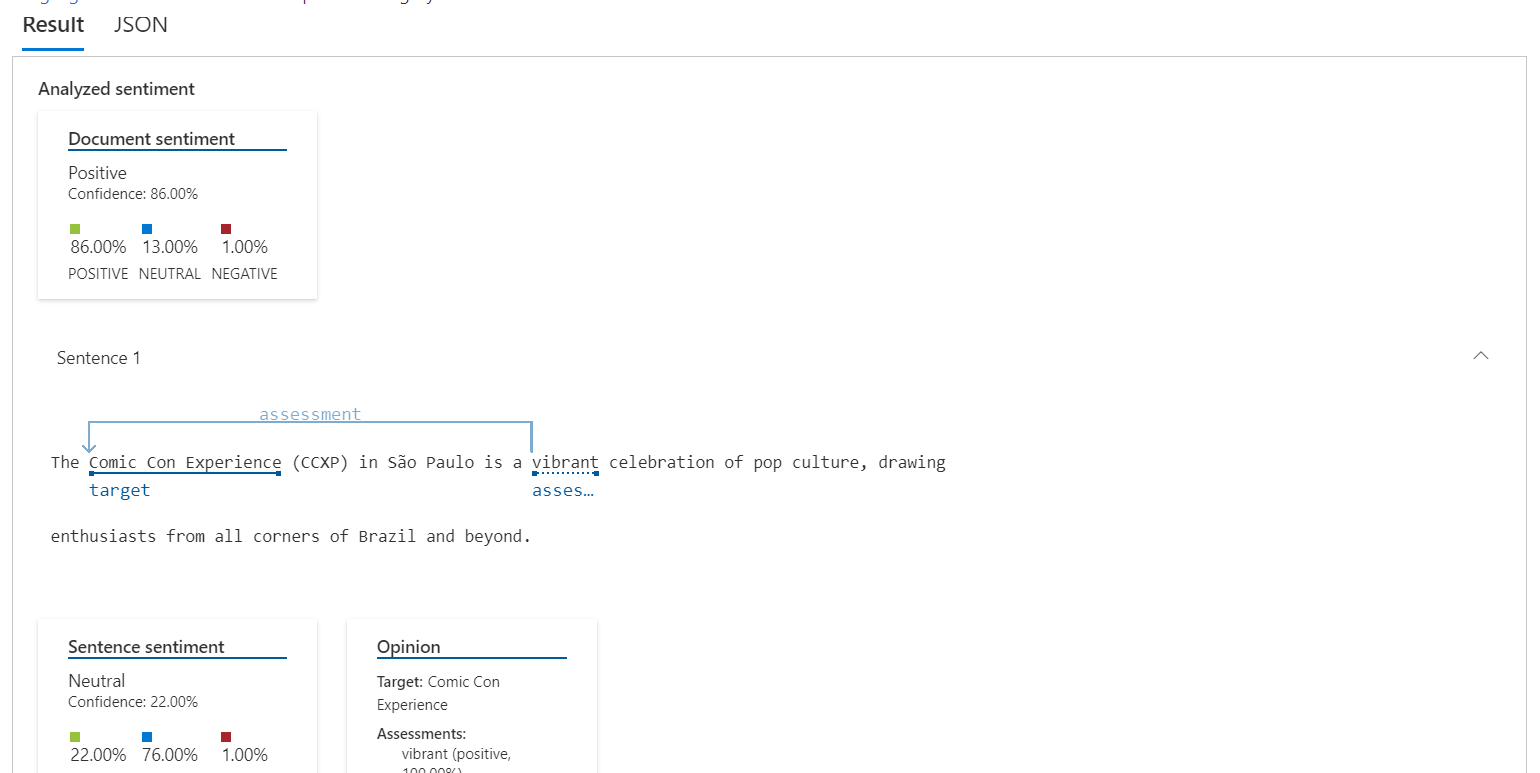 Result JSON
Analyzed sentiment
Document sentiment
Positive
Confidence: 86.00%
86.00% 13.00% 1.00%
POSITIVE NEUTRAL NEGATIVE
Sentence 1
assessment
The Comic Con Experience (CCXP) in São Paulo is a vibrant celebration of pop culture, drawing
target asses…
enthusiasts from all corners of Brazil and beyond.
Sentence sentiment
Neutral
Confidence: 22.00%
22.00% 76.00% 1.00%
Opinion
Target: Comic Con
Experience
Assessments:
vibrant (positive,
100.00%)